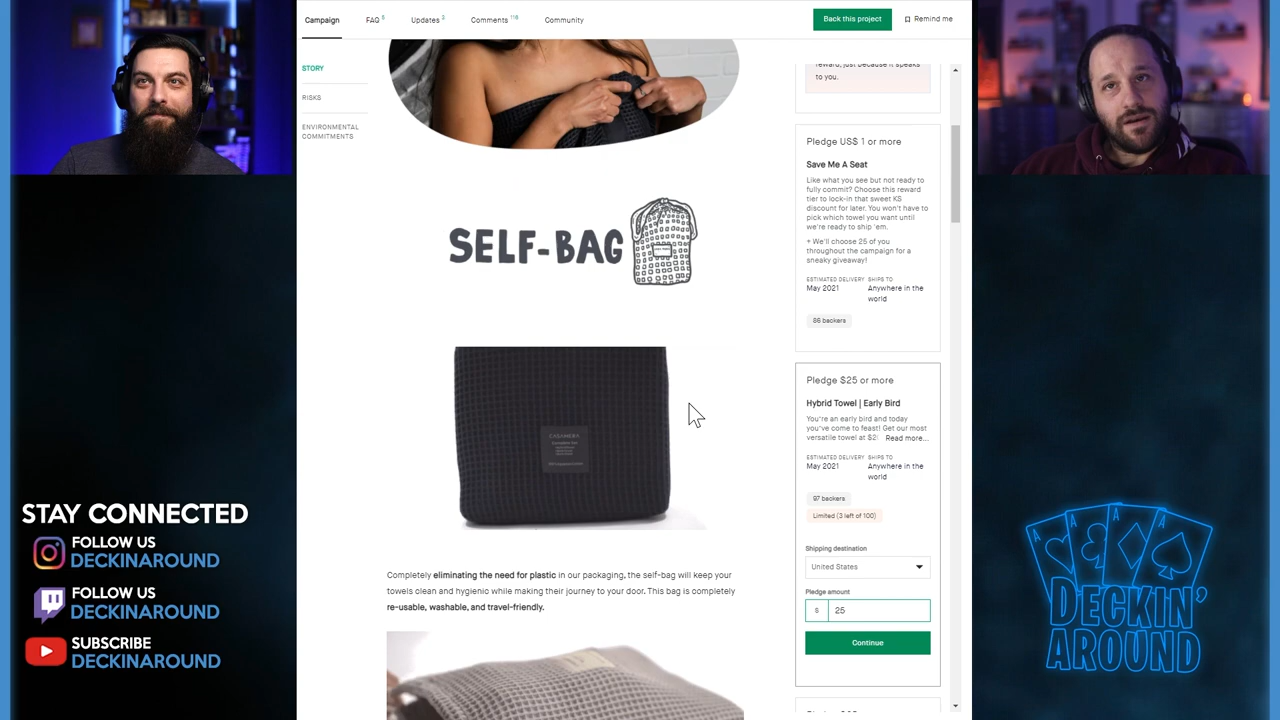 Campaign
FAQ 5
Updates 3
Comments 118
Community
Back this project
Remind me
STORY
RISKS
ENVIRONMENTAL
COMMITMENTS
SELF-BAG
CASAMERA
Completely eliminating the need for plastic in our packaging, the self-bag will keep your
towels clean and hygienic while making their journey to your door. This bag is completely
re-usable, washable, and travel-friendly.
reward, just because it speaks
to you.
Pledge US$ 1 or more
Save Me A Seat
Like what you see but not ready to
fully commit? Choose this reward
tier to lock-in that sweet KS
discount for later. You won't have to
pick which towel you want until
we're ready to ship 'em.
+ We'll choose 25 of you
throughout the campaign for a
sneaky giveaway!
ESTIMATED DELIVERY
May 2021
SHIPS TO
Anywhere in the
world
86 backers
Pledge $25 or more
Hybrid Towel | Early Bird
You're an early bird and today
you've come to feast! Get our most
versatile towel at $2 Read more...
ESTIMATED DELIVERY
May 2021
SHIPS TO
Anywhere in the
world
97 backers
Limited (3 left of 100)
Shipping destination
United States
Pledge amount
$ 25
Continue
STAY CONNECTED
FOLLOW US
DECKINAROUND
FOLLOW US
DECKINAROUND
SUBSCRIBE
DECKINAROUND
A A A A
DECKIN'
AROUND